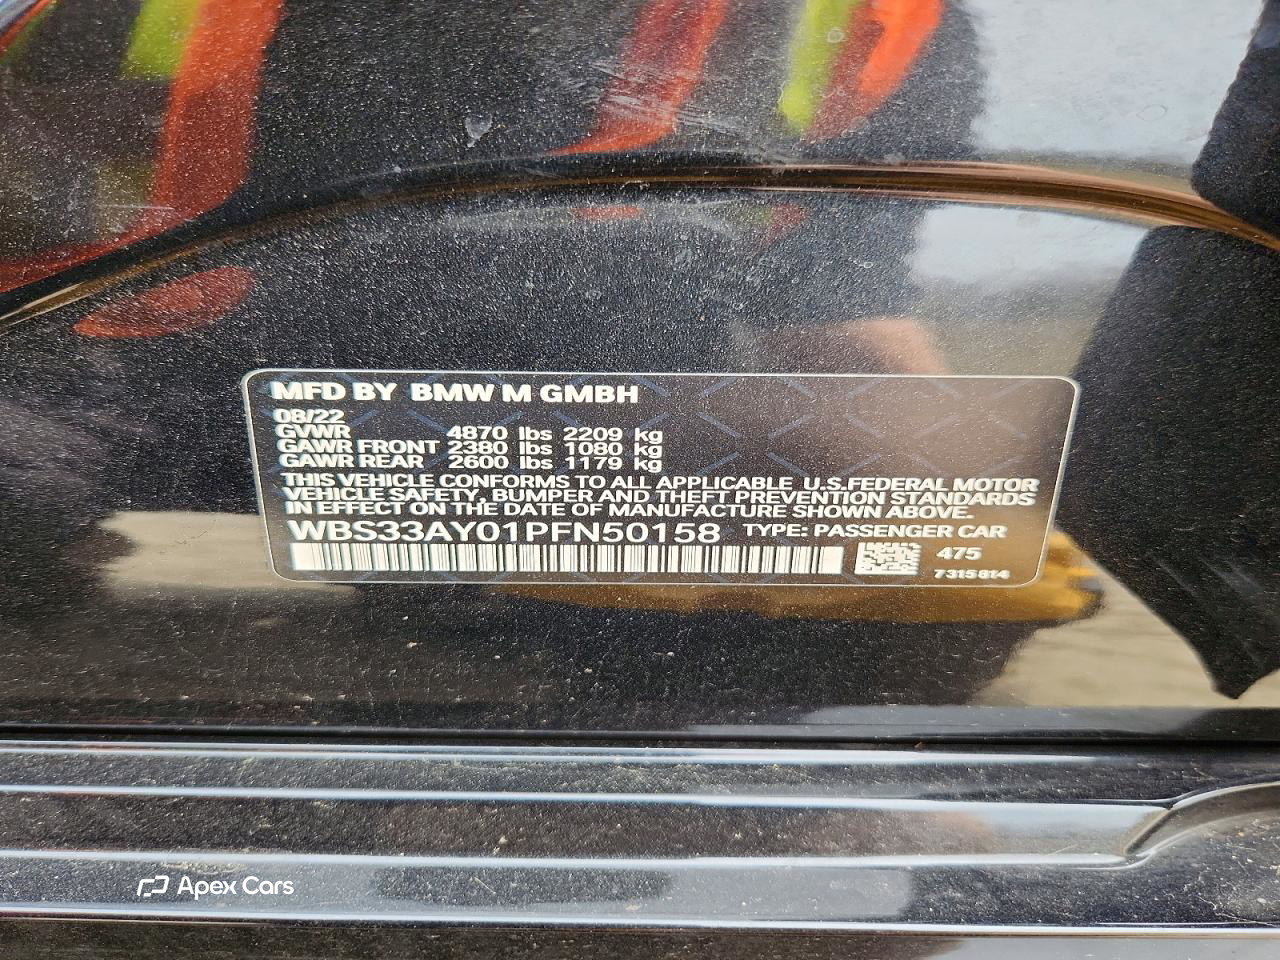 MFD BY BMW M GMBH
08/22
GVWR 4870 lbs 2209 kg
GAWR FRONT 2380 lbs 1080 kg
GAWR REAR 2600 lbs 1179 kg
THIS VEHICLE CONFORMS TO ALL APPLICABLE U.S.FEDERAL MOTOR
VEHICLE SAFETY, BUMPER AND THEFT PREVENTION STANDARDS
IN EFFECT ON THE DATE OF MANUFACTURE SHOWN ABOVE.
WBS33AY01PFN50158 TYPE: PASSENGER CAR
475
7315814
Apex Cars